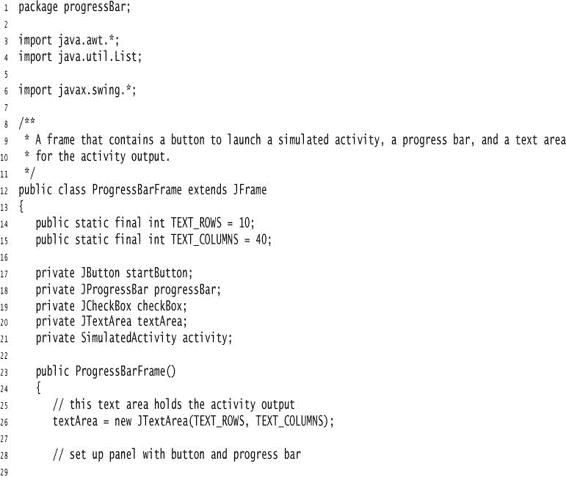 1 package progressBar;
2
3 import java.awt.*;
4 import java.util.List;
5
6 import javax.swing.*;
7
8 /**
9  * A frame that contains a button to launch a simulated activity, a progress bar, and a text area
10  * for the activity output.
11  */
12 public class ProgressBarFrame extends JFrame
13 {
14    public static final int TEXT_ROWS = 10;
15    public static final int TEXT_COLUMNS = 40;
16
17    private JButton startButton;
18    private JProgressBar progressBar;
19    private JCheckBox checkBox;
20    private JTextArea textArea;
21    private SimulatedActivity activity;
22
23    public ProgressBarFrame()
24    {
25       // this text area holds the activity output
26       textArea = new JTextArea(TEXT_ROWS, TEXT_COLUMNS);
27
28       // set up panel with button and progress bar
29